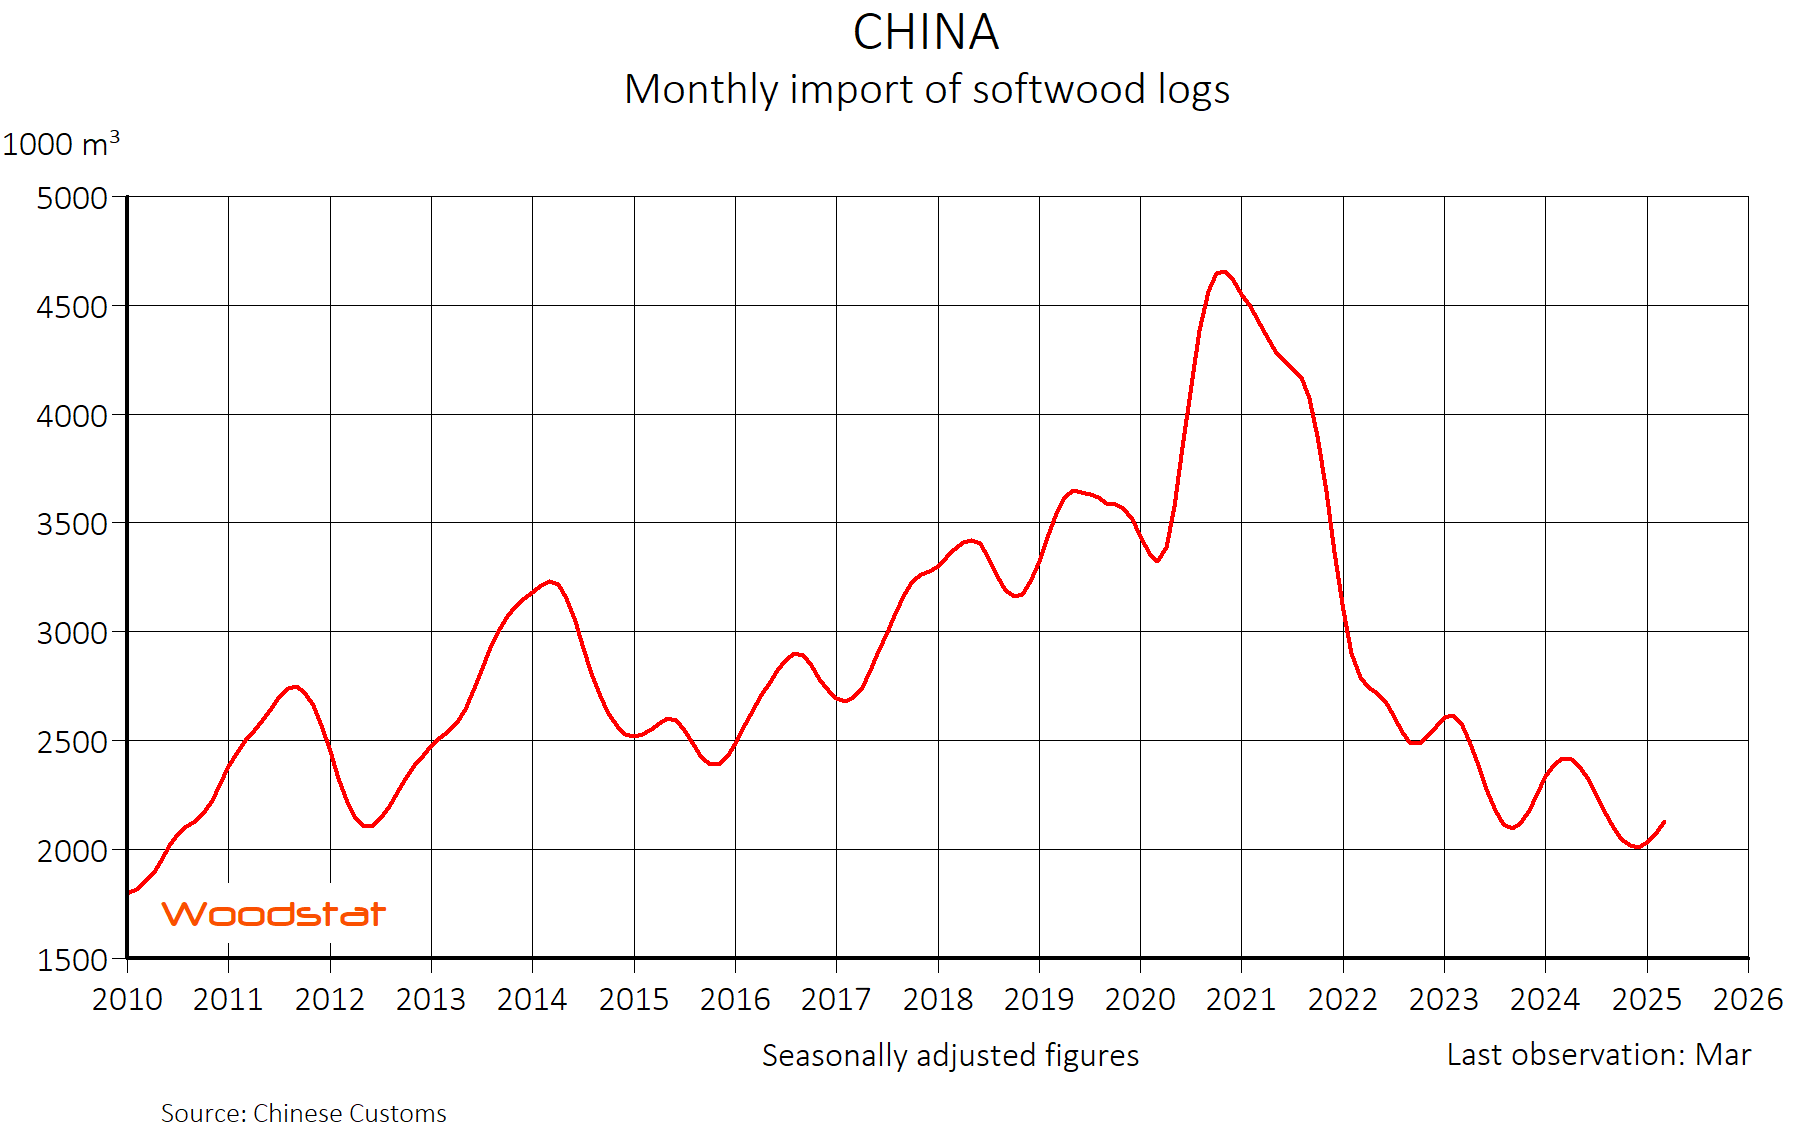 CHINA
Monthly import of softwood logs
1000 m³
5000
4500
4000
3500
3000
2500
2000
1500
Woodstat
2010 2011 2012 2013 2014 2015 2016 2017 2018 2019 2020 2021 2022 2023 2024 2025 2026
Seasonally adjusted figures
Last observation: Mar
Source: Chinese Customs